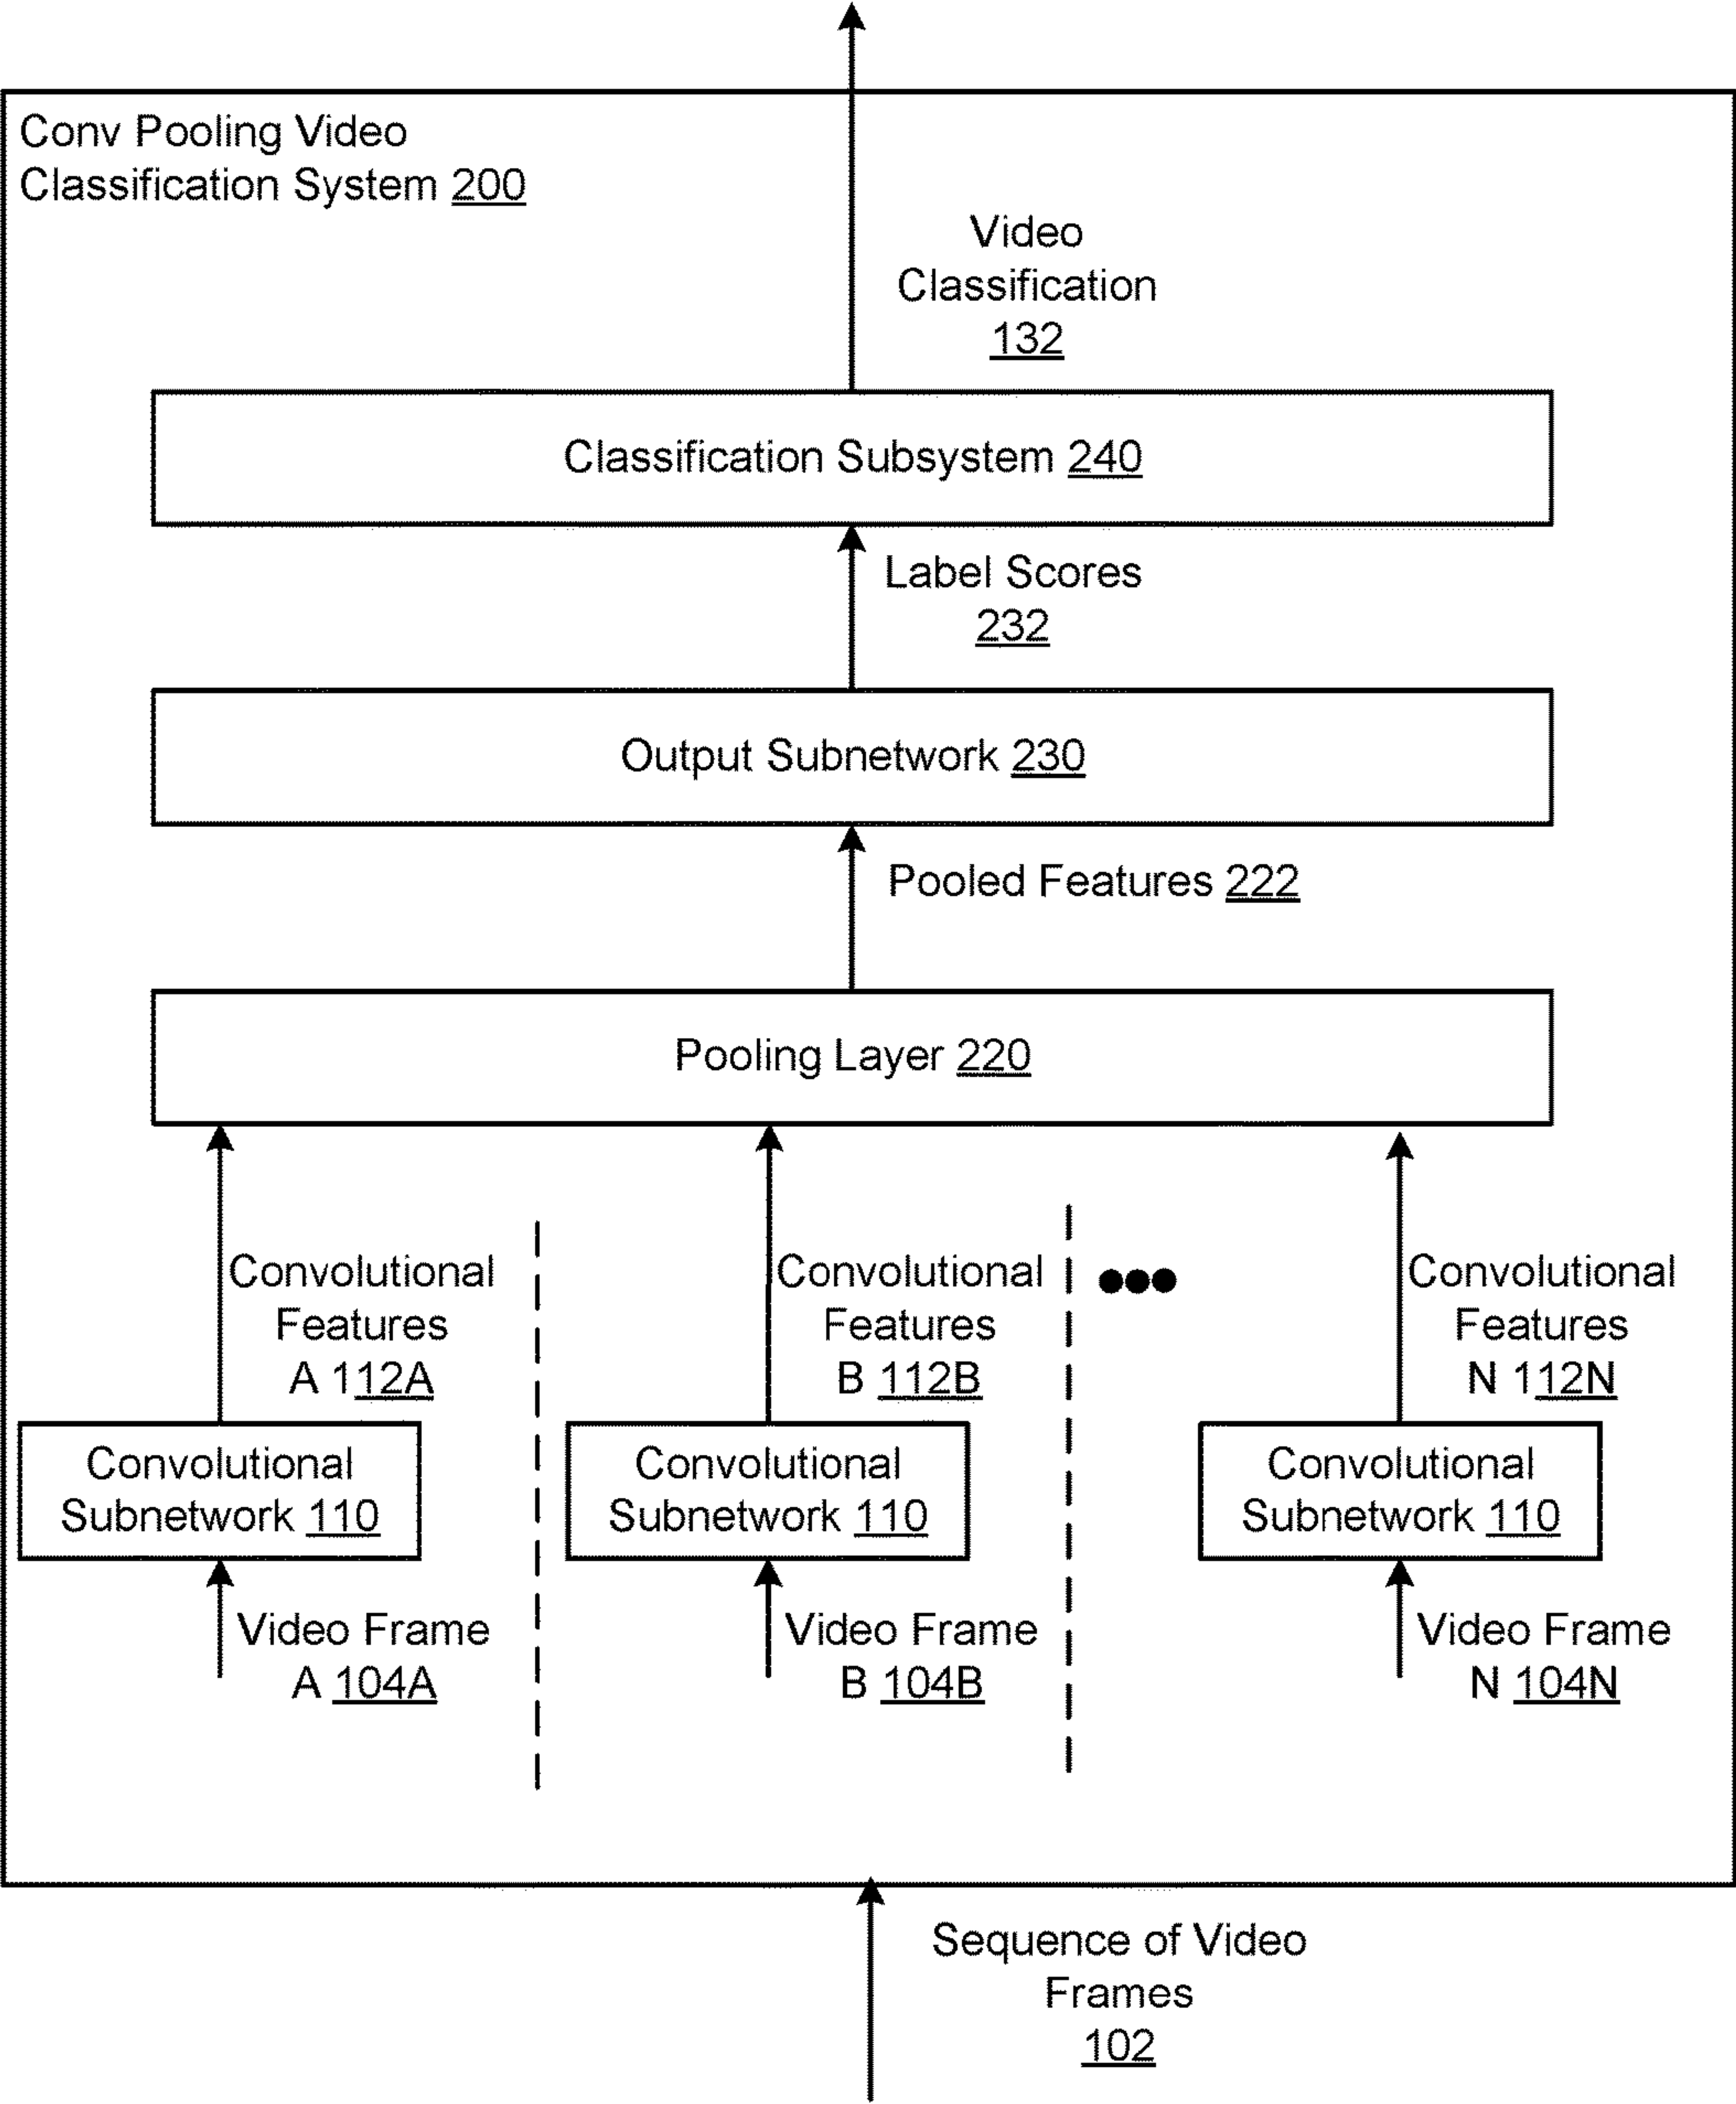 Conv Pooling Video
Classification System 200
Video
Classification
132
Classification Subsystem 240
Label Scores
232
Output Subnetwork 230
Pooled Features 222
Pooling Layer 220
Convolutional
Features
A 112A
Convolutional
Features
B 112B
Convolutional
Features
N 112N
Convolutional
Subnetwork 110
Convolutional
Subnetwork 110
Convolutional
Subnetwork 110
Video Frame
A 104A
Video Frame
B 104B
Video Frame
N 104N
Sequence of Video
Frames
102